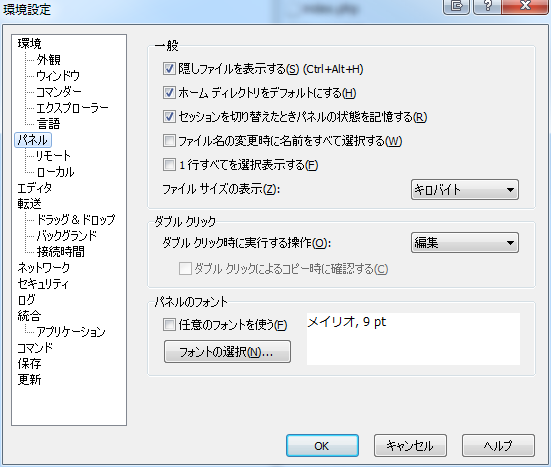 環境設定
環境
外観
ウィンドウ
コマンダー
エクスプローラー
言語
パネル
リモート
ローカル
エディタ
転送
ドラッグ&ドロップ
バックグランド
接続時間
ネットワーク
セキュリティ
ログ
統合
アプリケーション
コマンド
保存
更新
一般
隠しファイルを表示する(S) (Ctrl+Alt+H)
ホーム ディレクトリをデフォルトにする(H)
セッションを切り替えたときパネルの状態を記憶する(R)
ファイル名の変更時に名前をすべて選択する(W)
1 行すべてを選択表示する(F)
ファイル サイズの表示(Z): キロバイト
ダブル クリック
ダブル クリック時に実行する操作(O): 編集
ダブル クリックによるコピー時に確認する(C)
パネルのフォント
任意のフォントを使う(F)
メイリオ, 9 pt
フォントの選択(N)...
OK キャンセル ヘルプ